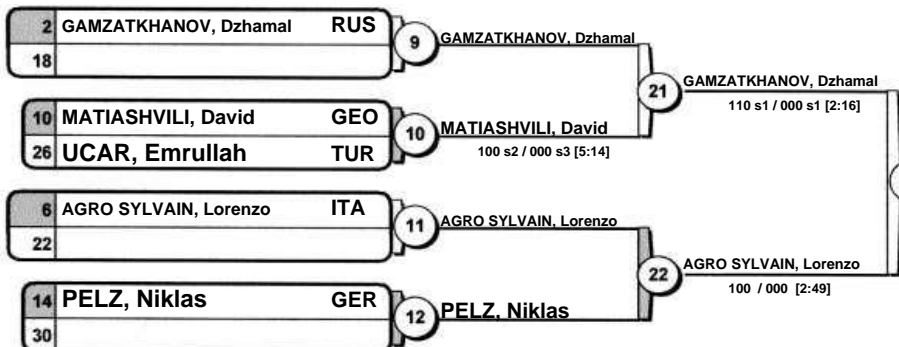 2 GAMZATKHANOV, Dzhamal RUS
18
9
GAMZATKHANOV, Dzhamal
10 MATIASHVILI, David GEO
26 UCAR, Emrullah TUR
10
MATIASHVILI, David
100 s2 / 000 s3 [5:14]
21
GAMZATKHANOV, Dzhamal
110 s1 / 000 s1 [2:16]
6 AGRO SYLVAIN, Lorenzo ITA
22
11
AGRO SYLVAIN, Lorenzo
14 PELZ, Niklas GER
30
12
PELZ, Niklas
22
AGRO SYLVAIN, Lorenzo
100 / 000 [2:49]